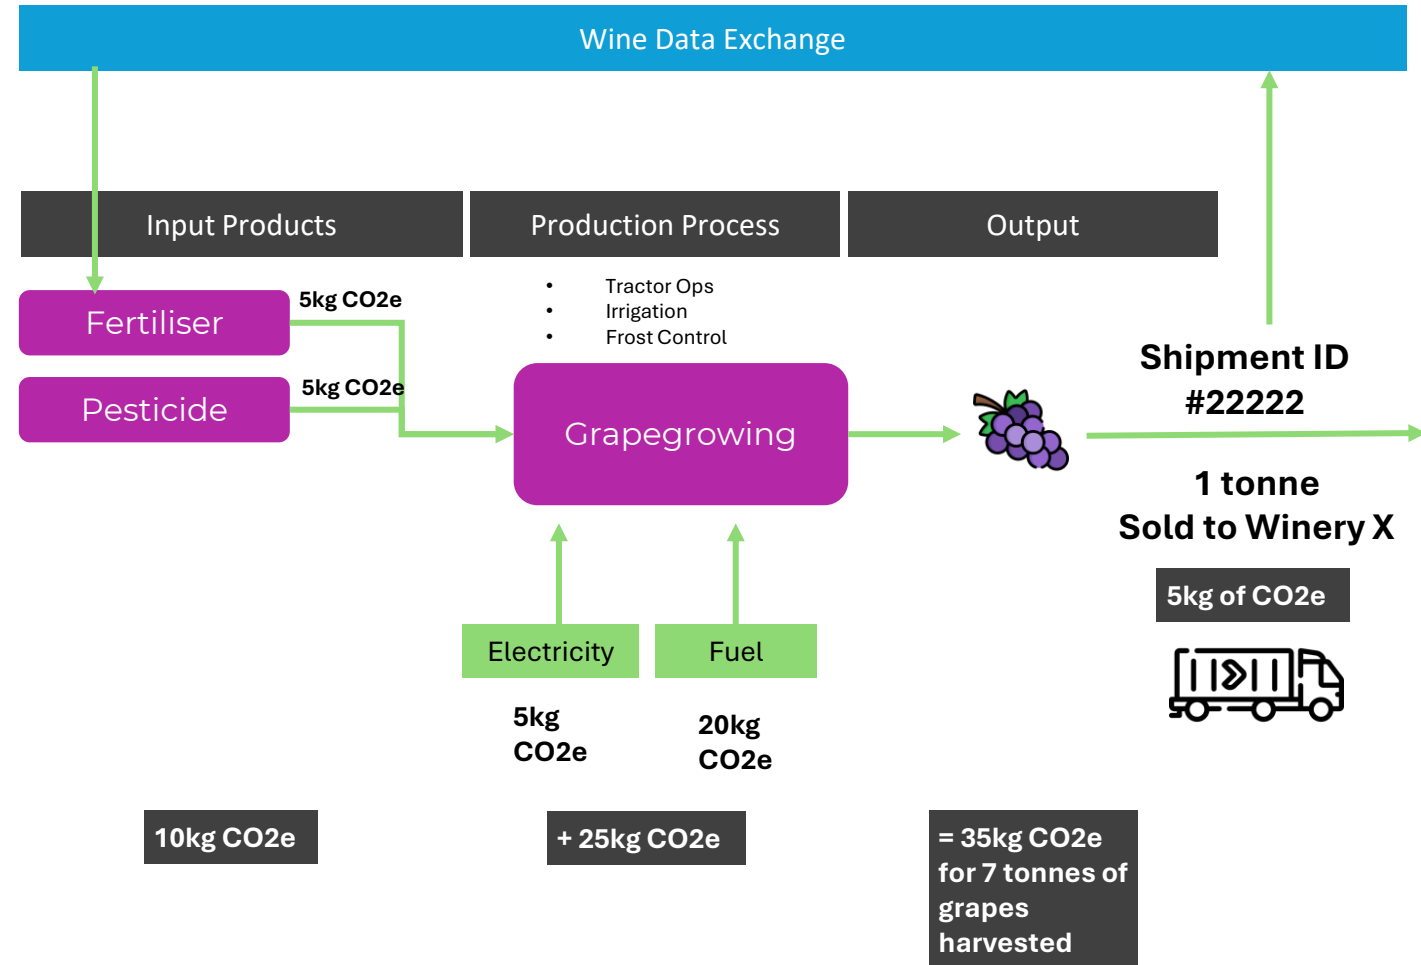 Wine Data Exchange
Input Products
Production Process
Output
• Tractor Ops
• Irrigation
• Frost Control
Fertiliser
5kg CO2e
Pesticide
5kg CO2e
Grapegrowing
Shipment ID
#22222
1 tonne
Sold to Winery X
5kg of CO2e
Electricity
Fuel
5kg
CO2e
20kg
CO2e
10kg CO2e
+ 25kg CO2e
= 35kg CO2e
for 7 tonnes of
grapes
harvested